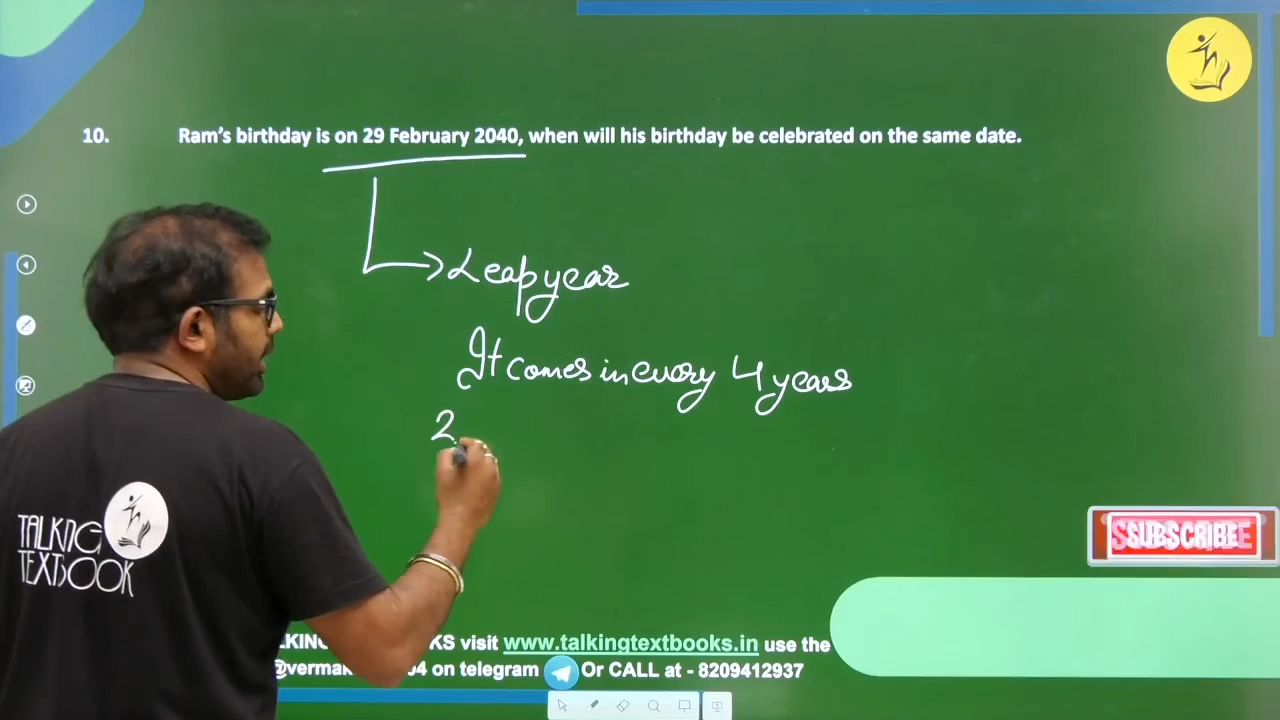 10. Ram's birthday is on 29 February 2040, when will his birthday be celebrated on the same date.
Leap year
It comes in every 4 years
2
TALKING
TEXTBOOK
SUBSCRIBE
KS visit www.talkingtextbooks.in use the
04 on telegram Or CALL at - 8209412937